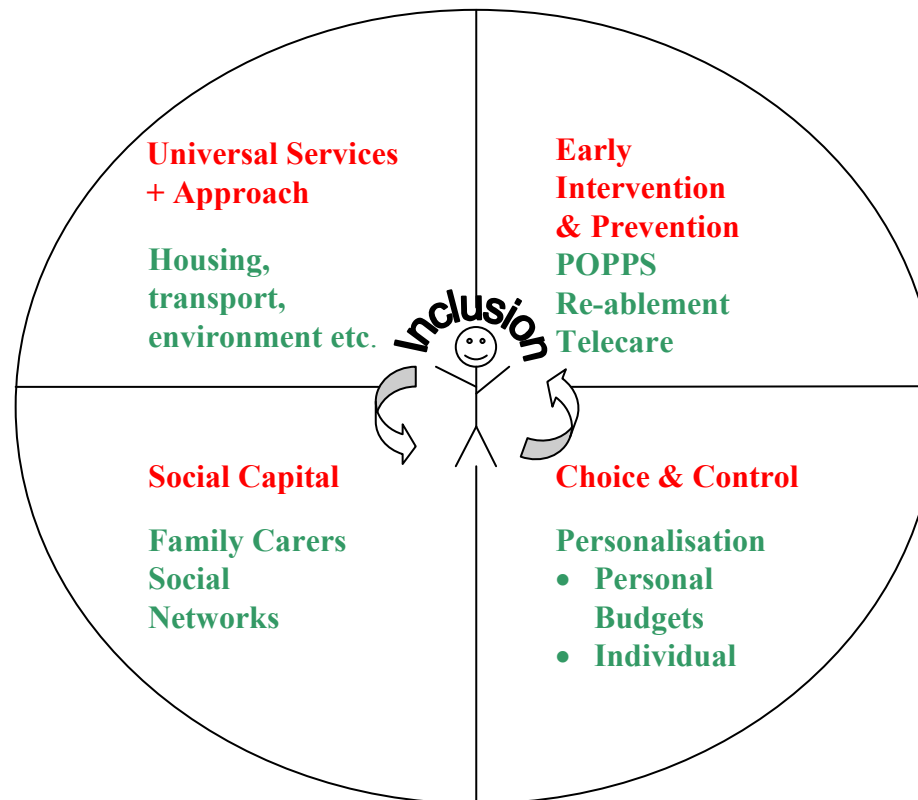 Universal Services
+ Approach
Housing,
transport,
environment etc.
Early
Intervention
& Prevention
POPPS
Re-ablement
Telecare
Inclusion
Social Capital
Family Carers
Social
Networks
Choice & Control
Personalisation
• Personal
Budgets
• Individual